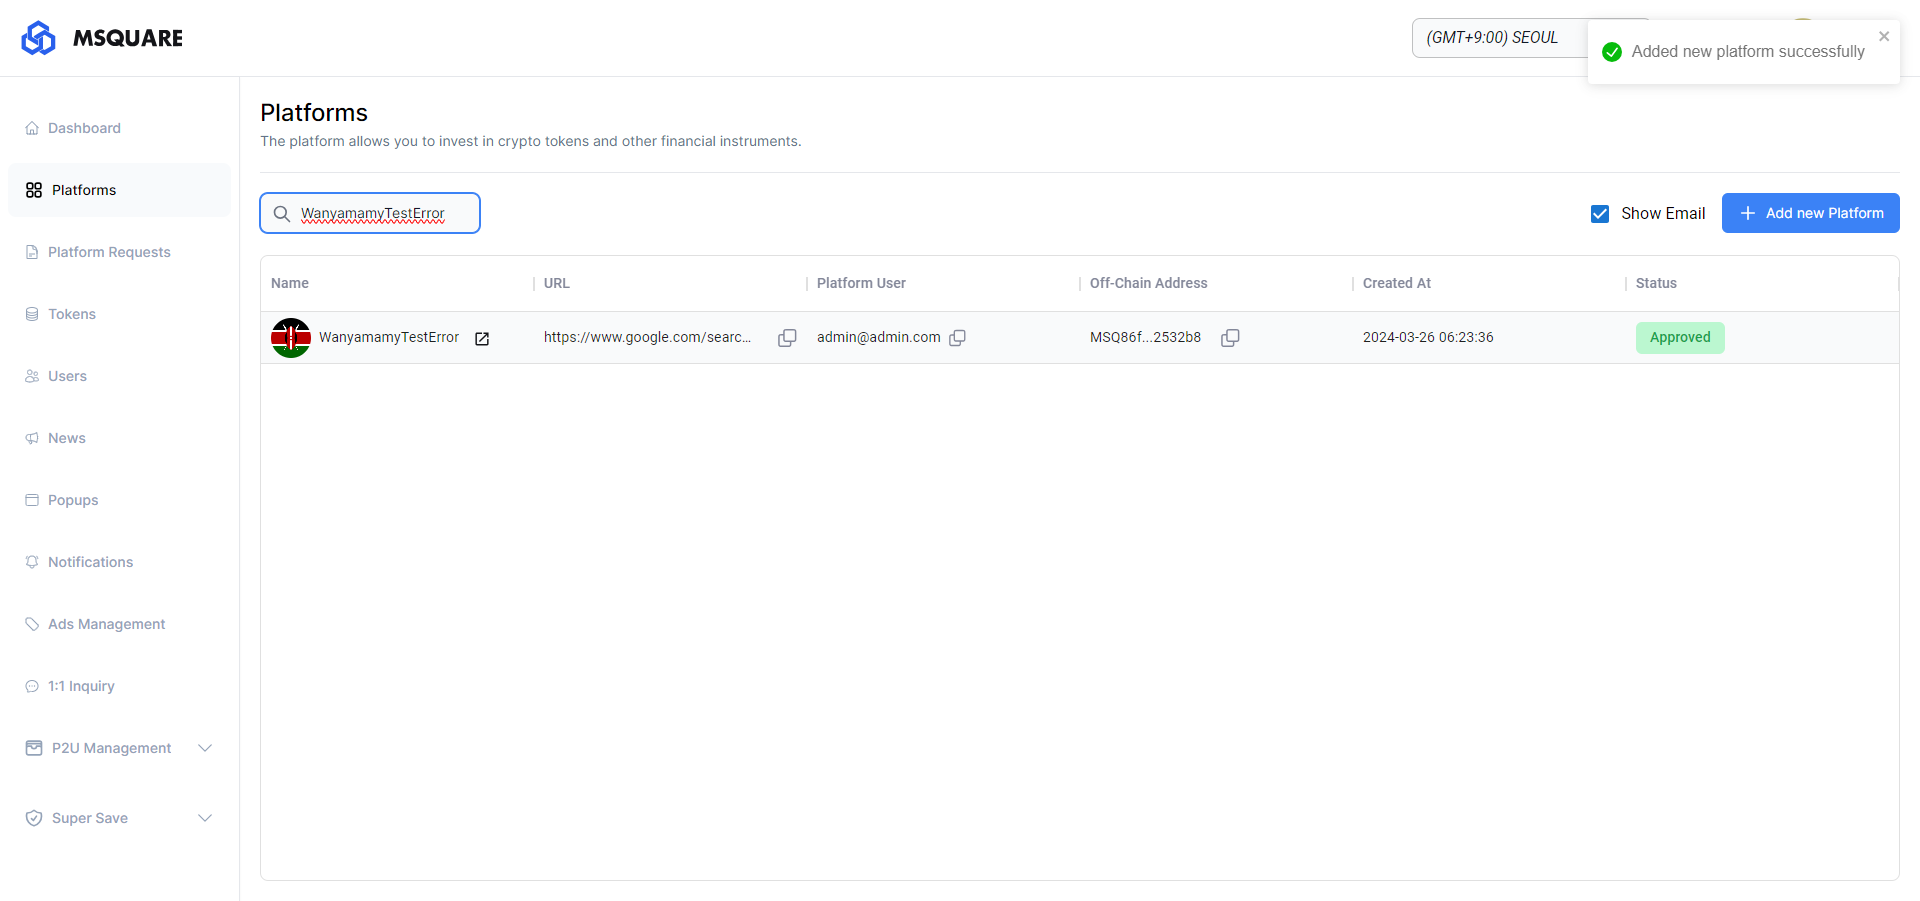 MSQUARE
(GMT+9:00) SEOUL
Added new platform successfully
Dashboard
Platforms
Platform Requests
Tokens
Users
News
Popups
Notifications
Ads Management
1:1 Inquiry
P2U Management
Super Save
Platforms
The platform allows you to invest in crypto tokens and other financial instruments.
WanyamamyTestError
Show Email
Add new Platform
Name URL Platform User Off-Chain Address Created At Status
WanyamamyTestError https://www.google.com/searc... admin@admin.com MSQ86f...2532b8 2024-03-26 06:23:36 Approved